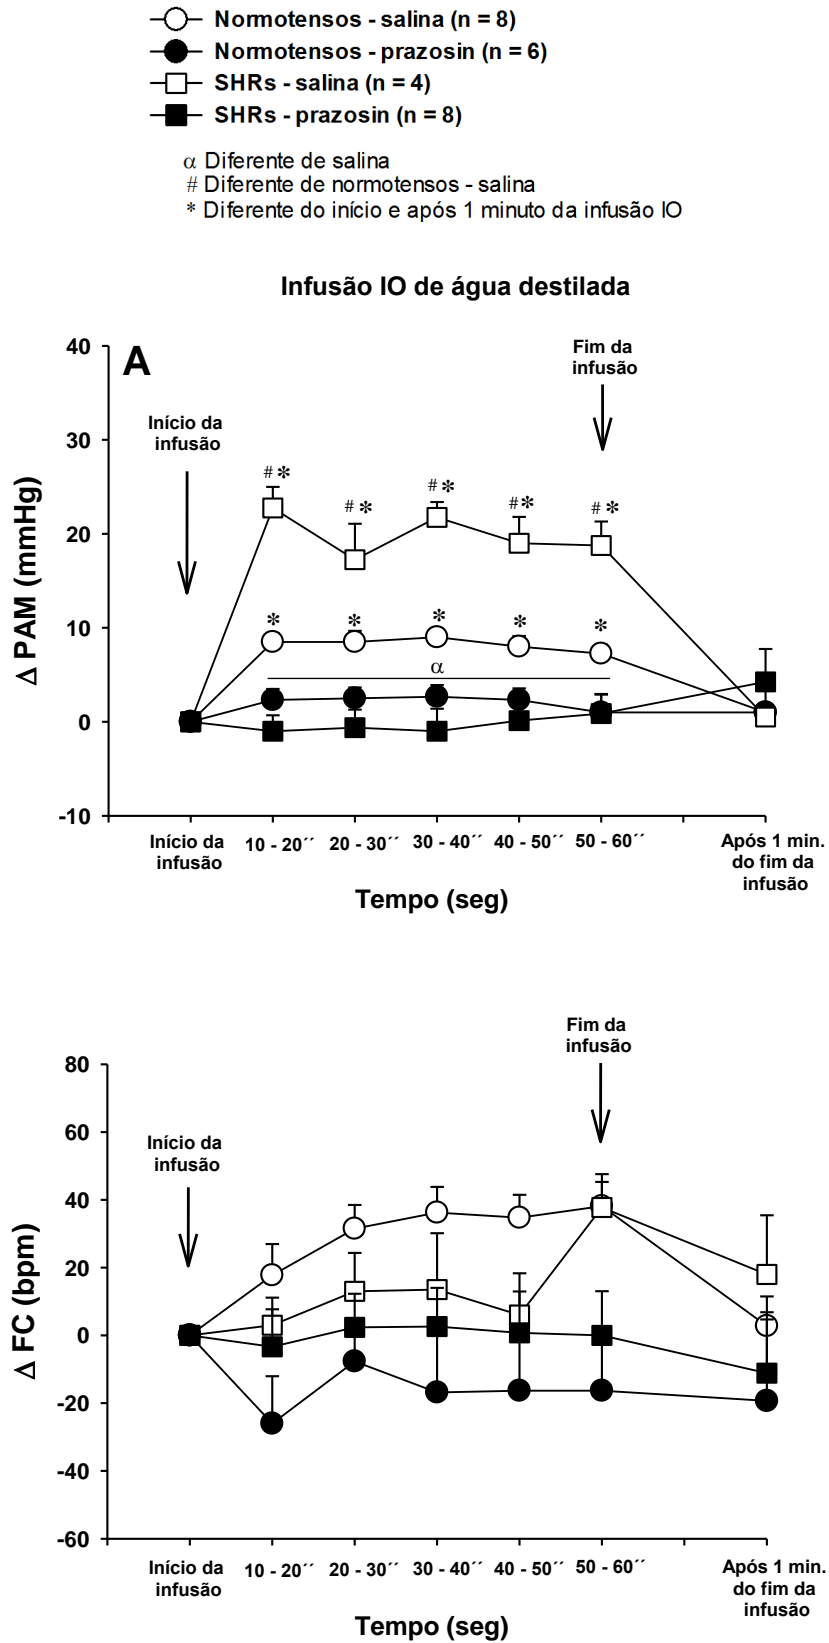 Normotensos - salina (n = 8)
Normotensos - prazosin (n = 6)
SHRs - salina (n = 4)
SHRs - prazosin (n = 8)
α Diferente de salina
# Diferente de normotensos - salina
* Diferente do início e após 1 minuto da infusão IO
Infusão IO de água destilada
A
Início da
infusão
Fim da
infusão
40
30
20
10
0
-10
Δ PAM (mmHg)
# *
# *
# *
# *
# *
*
*
*
*
*
α
Início da
infusão
10 - 20´´
20 - 30´´
30 - 40´´
40 - 50´´
50 - 60´´
Após 1 min.
do fim da
infusão
Tempo (seg)
Início da
infusão
Fim da
infusão
80
60
40
20
0
-20
-40
-60
Δ FC (bpm)
Início da
infusão
10 - 20´´
20 - 30´´
30 - 40´´
40 - 50´´
50 - 60´´
Após 1 min.
do fim da
infusão
Tempo (seg)